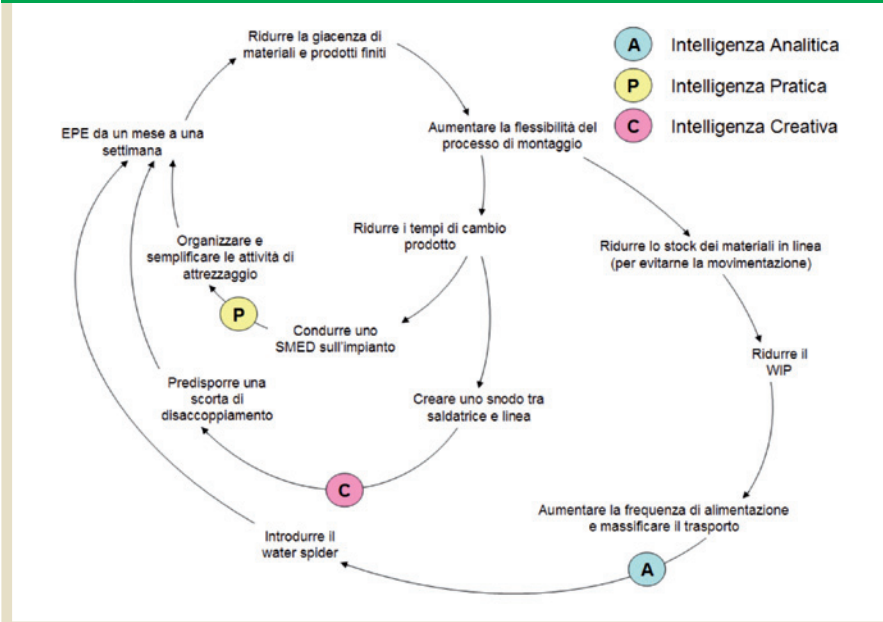 Ridurre la giacenza di
materiali e prodotti finiti
A
Intelligenza Analitica
P
Intelligenza Pratica
C
Intelligenza Creativa
EPE da un mese a una
settimana
Aumentare la flessibilità del
processo di montaggio
Ridurre i tempi di cambio
prodotto
Organizzare e
semplificare le attività di
attrezzaggio
Ridurre lo stock dei materiali in linea
(per evitarne la movimentazione)
P
Condurre uno
SMED sull'impianto
Ridurre il
WIP
Predisporre una
scorta di
disaccoppiamento
Creare uno snodo tra
saldatrice e linea
C
Aumentare la frequenza di alimentazione
e massificare il trasporto
Introdurre il
water spider
A